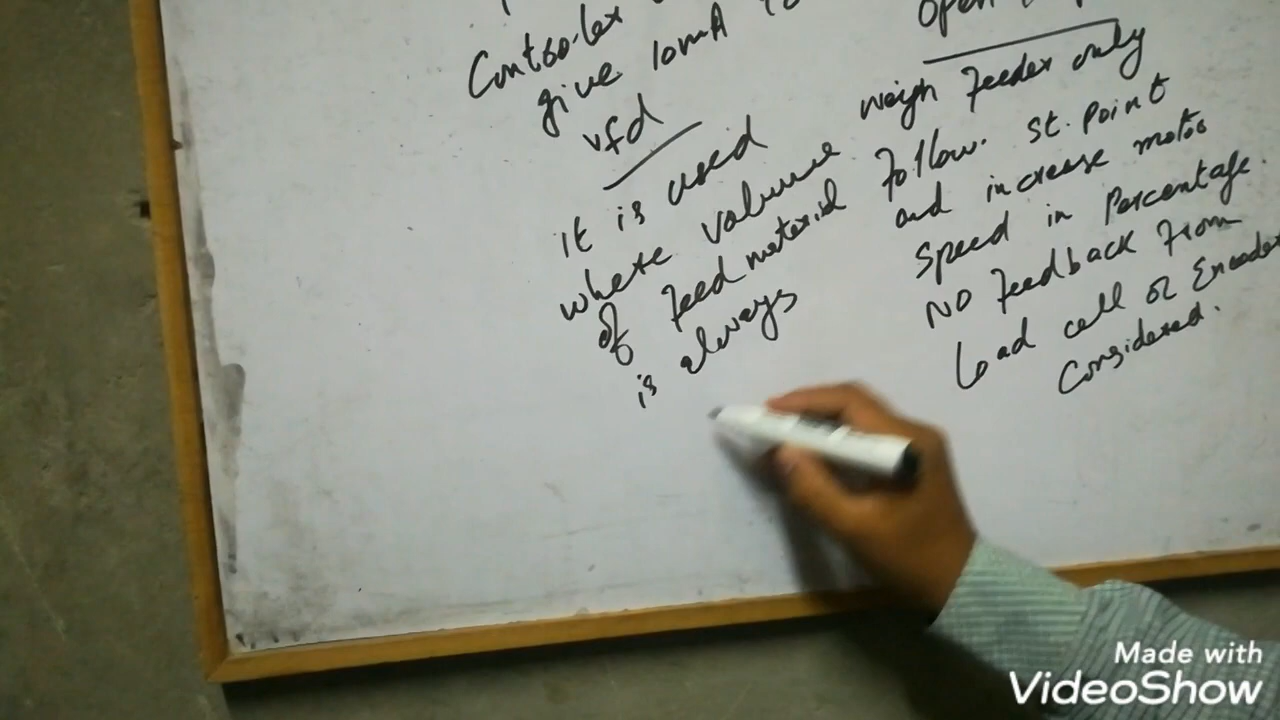 Controller
give 10mA to
vfd
it is used
where volume
of feed material
is always
open
weigh feeder only
follow. st. point
and increase motor
speed in percentage.
NO feedback from
Load cell or Encoder
Considered.
Made with
VideoShow